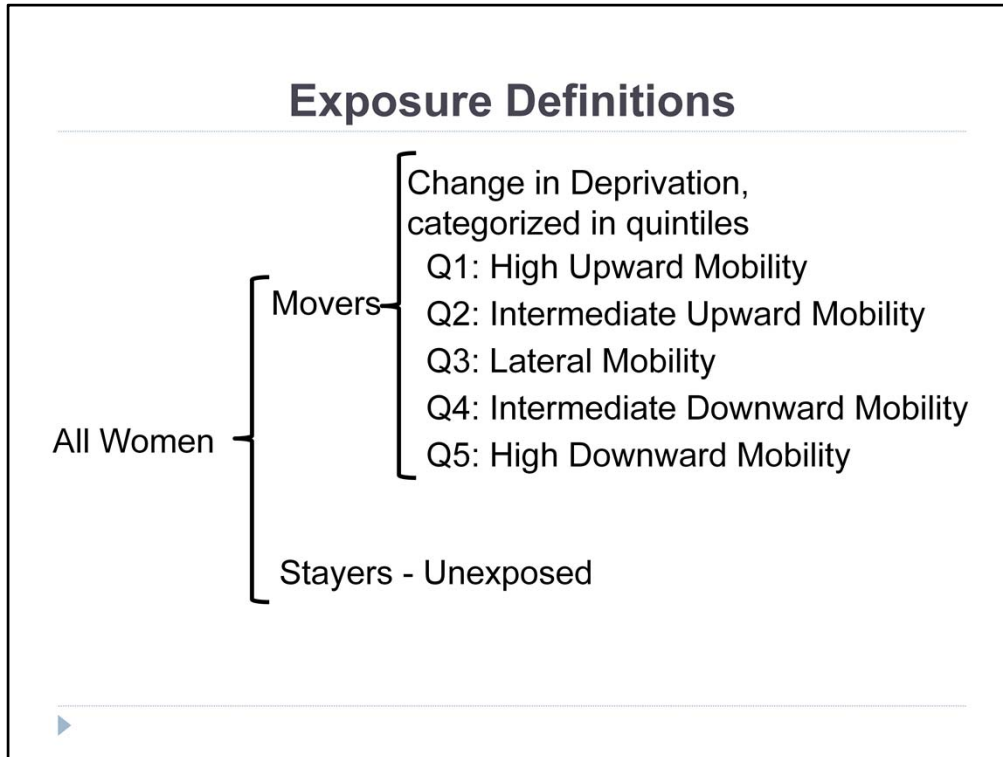 Exposure Definitions
Change in Deprivation,
categorized in quintiles
Q1: High Upward Mobility
Movers
Q2: Intermediate Upward Mobility
Q3: Lateral Mobility
Q4: Intermediate Downward Mobility
All Women
Q5: High Downward Mobility
Stayers - Unexposed